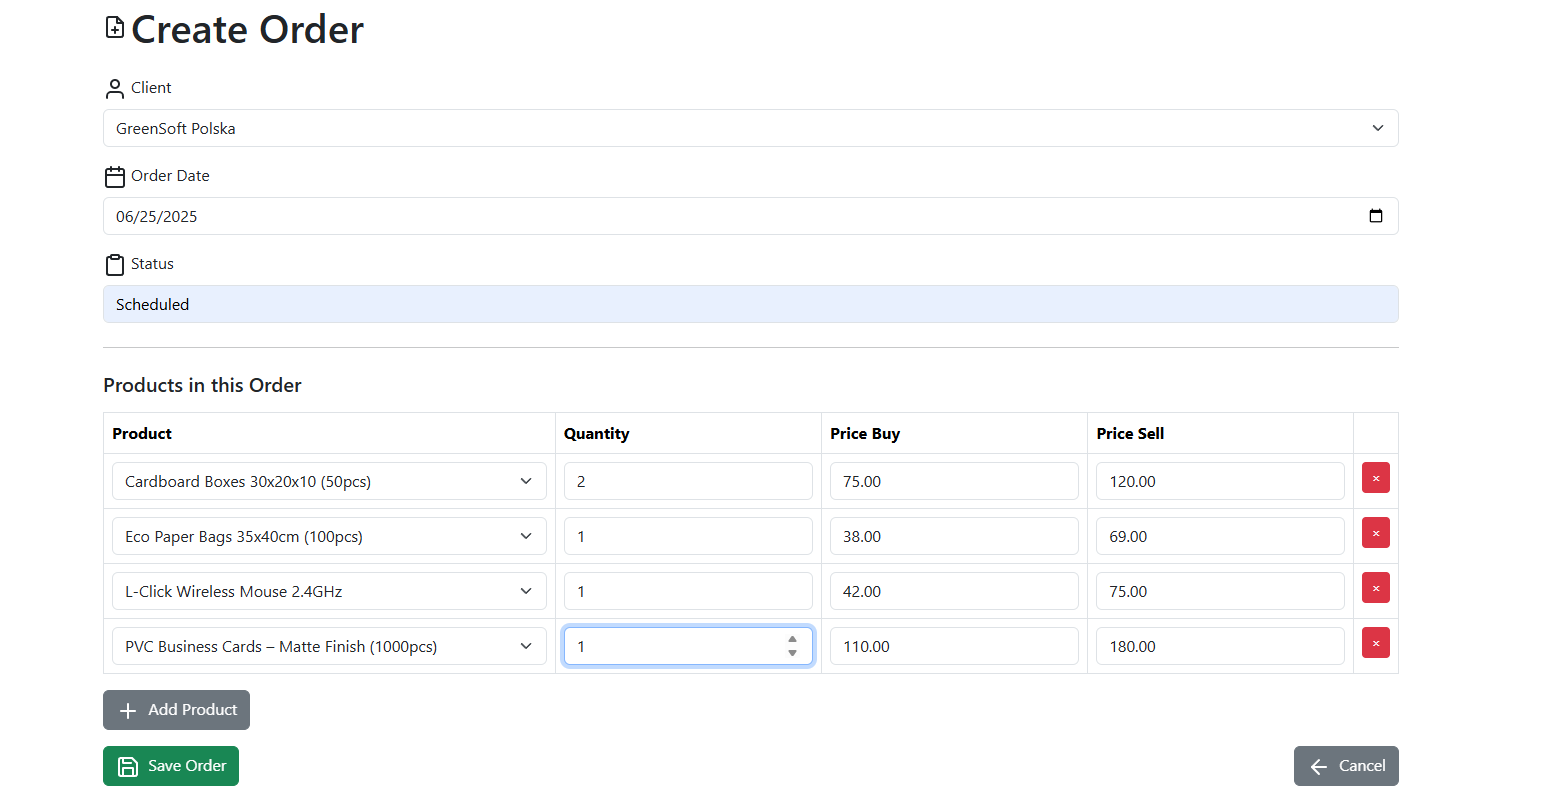 Create Order
Client
GreenSoft Polska
Order Date
06/25/2025
Status
Scheduled
Products in this Order
Product Quantity Price Buy Price Sell
Cardboard Boxes 30x20x10 (50pcs) 2 75.00 120.00 ×
Eco Paper Bags 35x40cm (100pcs) 1 38.00 69.00 ×
L-Click Wireless Mouse 2.4GHz 1 42.00 75.00 ×
PVC Business Cards – Matte Finish (1000pcs) 1 110.00 180.00 ×
Add Product
Save Order Cancel